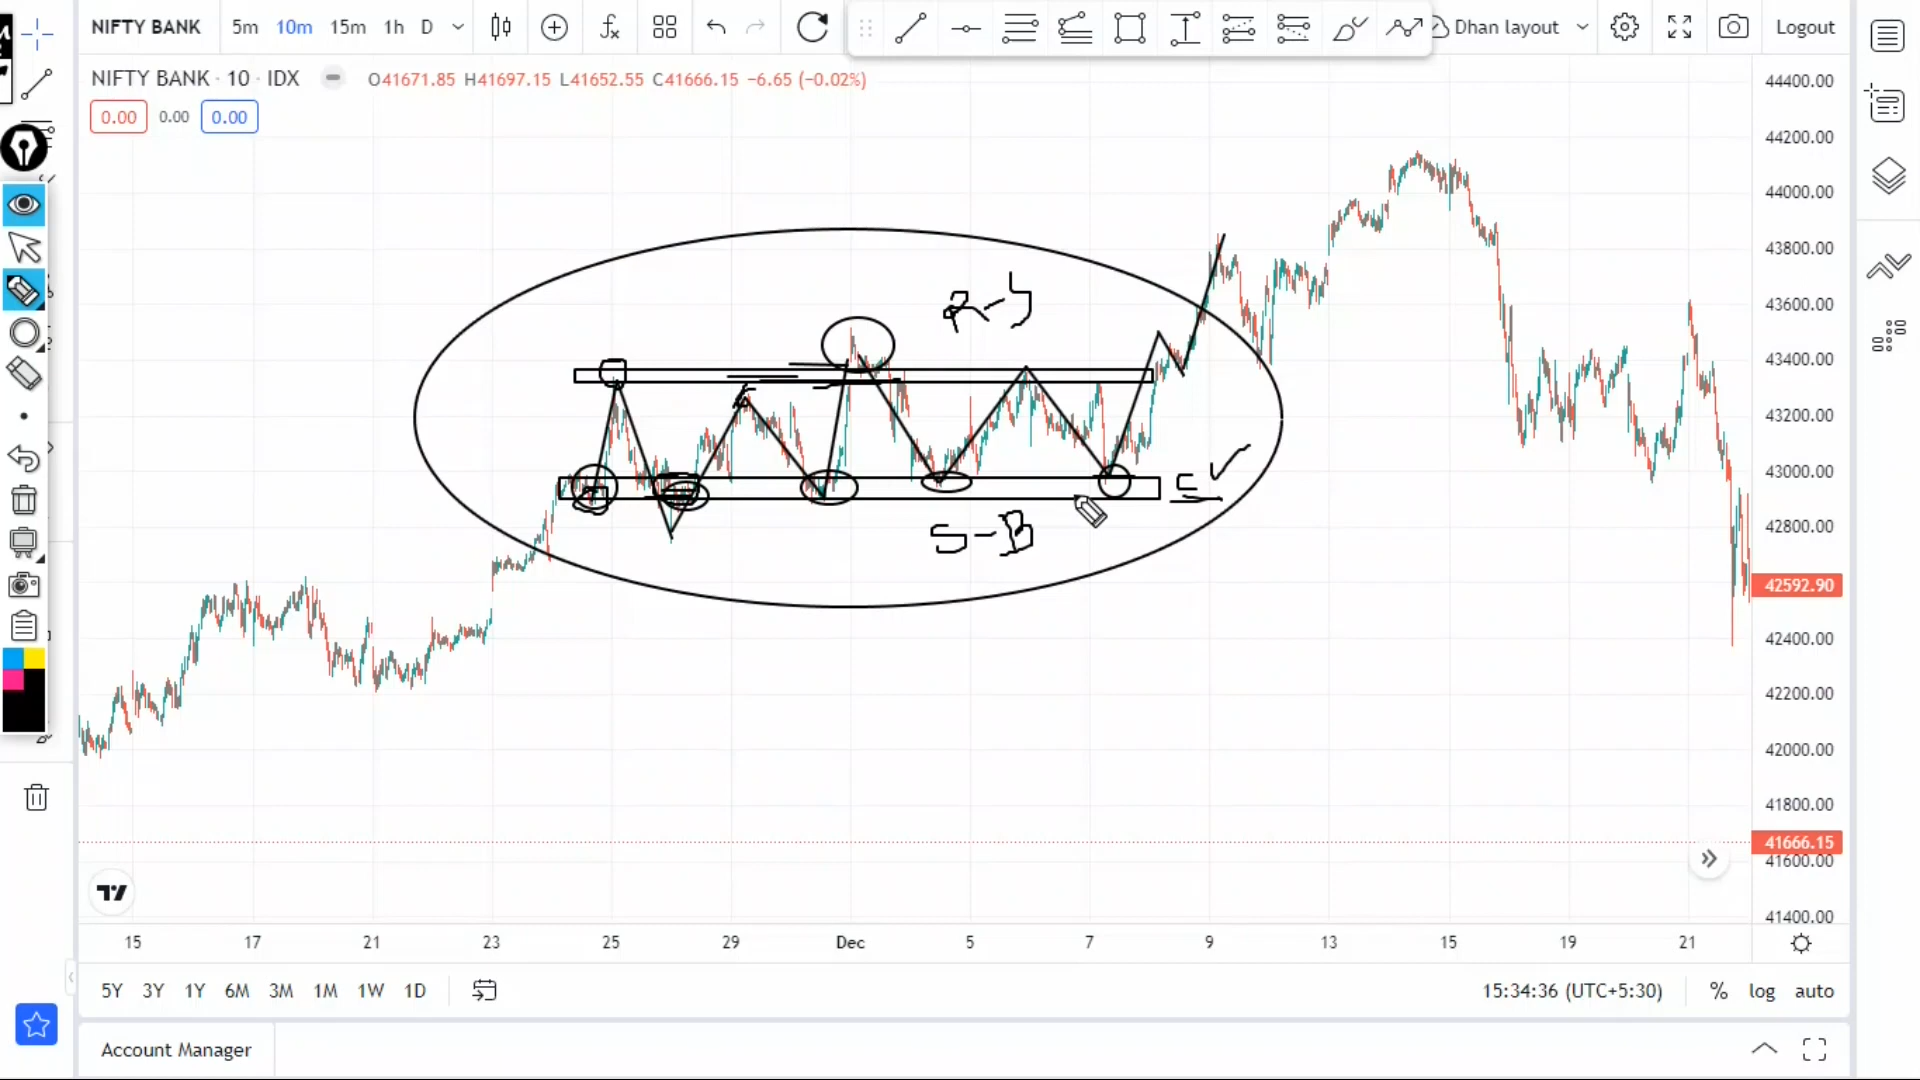 NIFTY BANK 5m 10m 15m 1h D Dhan layout Logout
NIFTY BANK · 10 · IDX O41671.85 H41697.15 L41652.55 C41666.15 −6.65 (−0.02%)
0.00 0.00 0.00
44400.00
44200.00
44000.00
43800.00
43600.00
43400.00
43200.00
43000.00
42800.00
42592.90
42400.00
42200.00
42000.00
41800.00
41666.15
41600.00
41400.00
R-S
S-B
15 17 21 23 25 29 Dec 5 7 9 13 15 19 21
5Y 3Y 1Y 6M 3M 1M 1W 1D 15:34:36 (UTC+5:30) % log auto
Account Manager